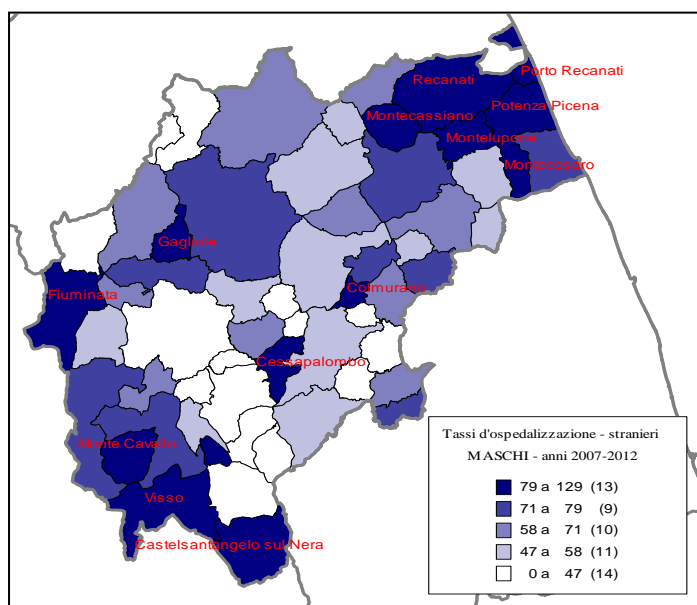 Recanati
Porto Recanati
Potenza Picena
Montecassiano
Montelupone
Montecosaro
Gagliole
Fiuminata
Colmurano
Cessapalombo
Monte Cavallo
Visso
Castelsantangelo sul Nera
Tassi d'ospedalizzazione - stranieri
MASCHI - anni 2007-2012
79 a 129 (13)
71 a 79 (9)
58 a 71 (10)
47 a 58 (11)
0 a 47 (14)